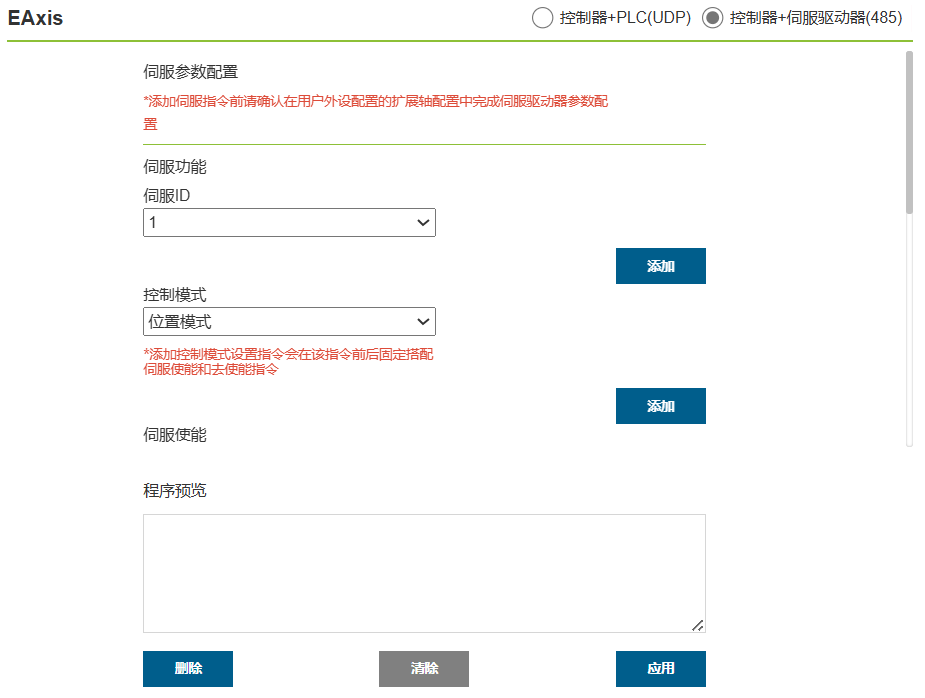 EAxis
控制器+PLC(UDP)
控制器+伺服驱动器(485)
伺服参数配置
*添加伺服指令前请确认在用户外设配置的扩展轴配置中完成伺服驱动器参数配
置
伺服功能
伺服ID
1
添加
控制模式
位置模式
*添加控制模式设置指令会在该指令前后固定搭配
伺服使能和去使能指令
添加
伺服使能
程序预览
删除
清除
应用